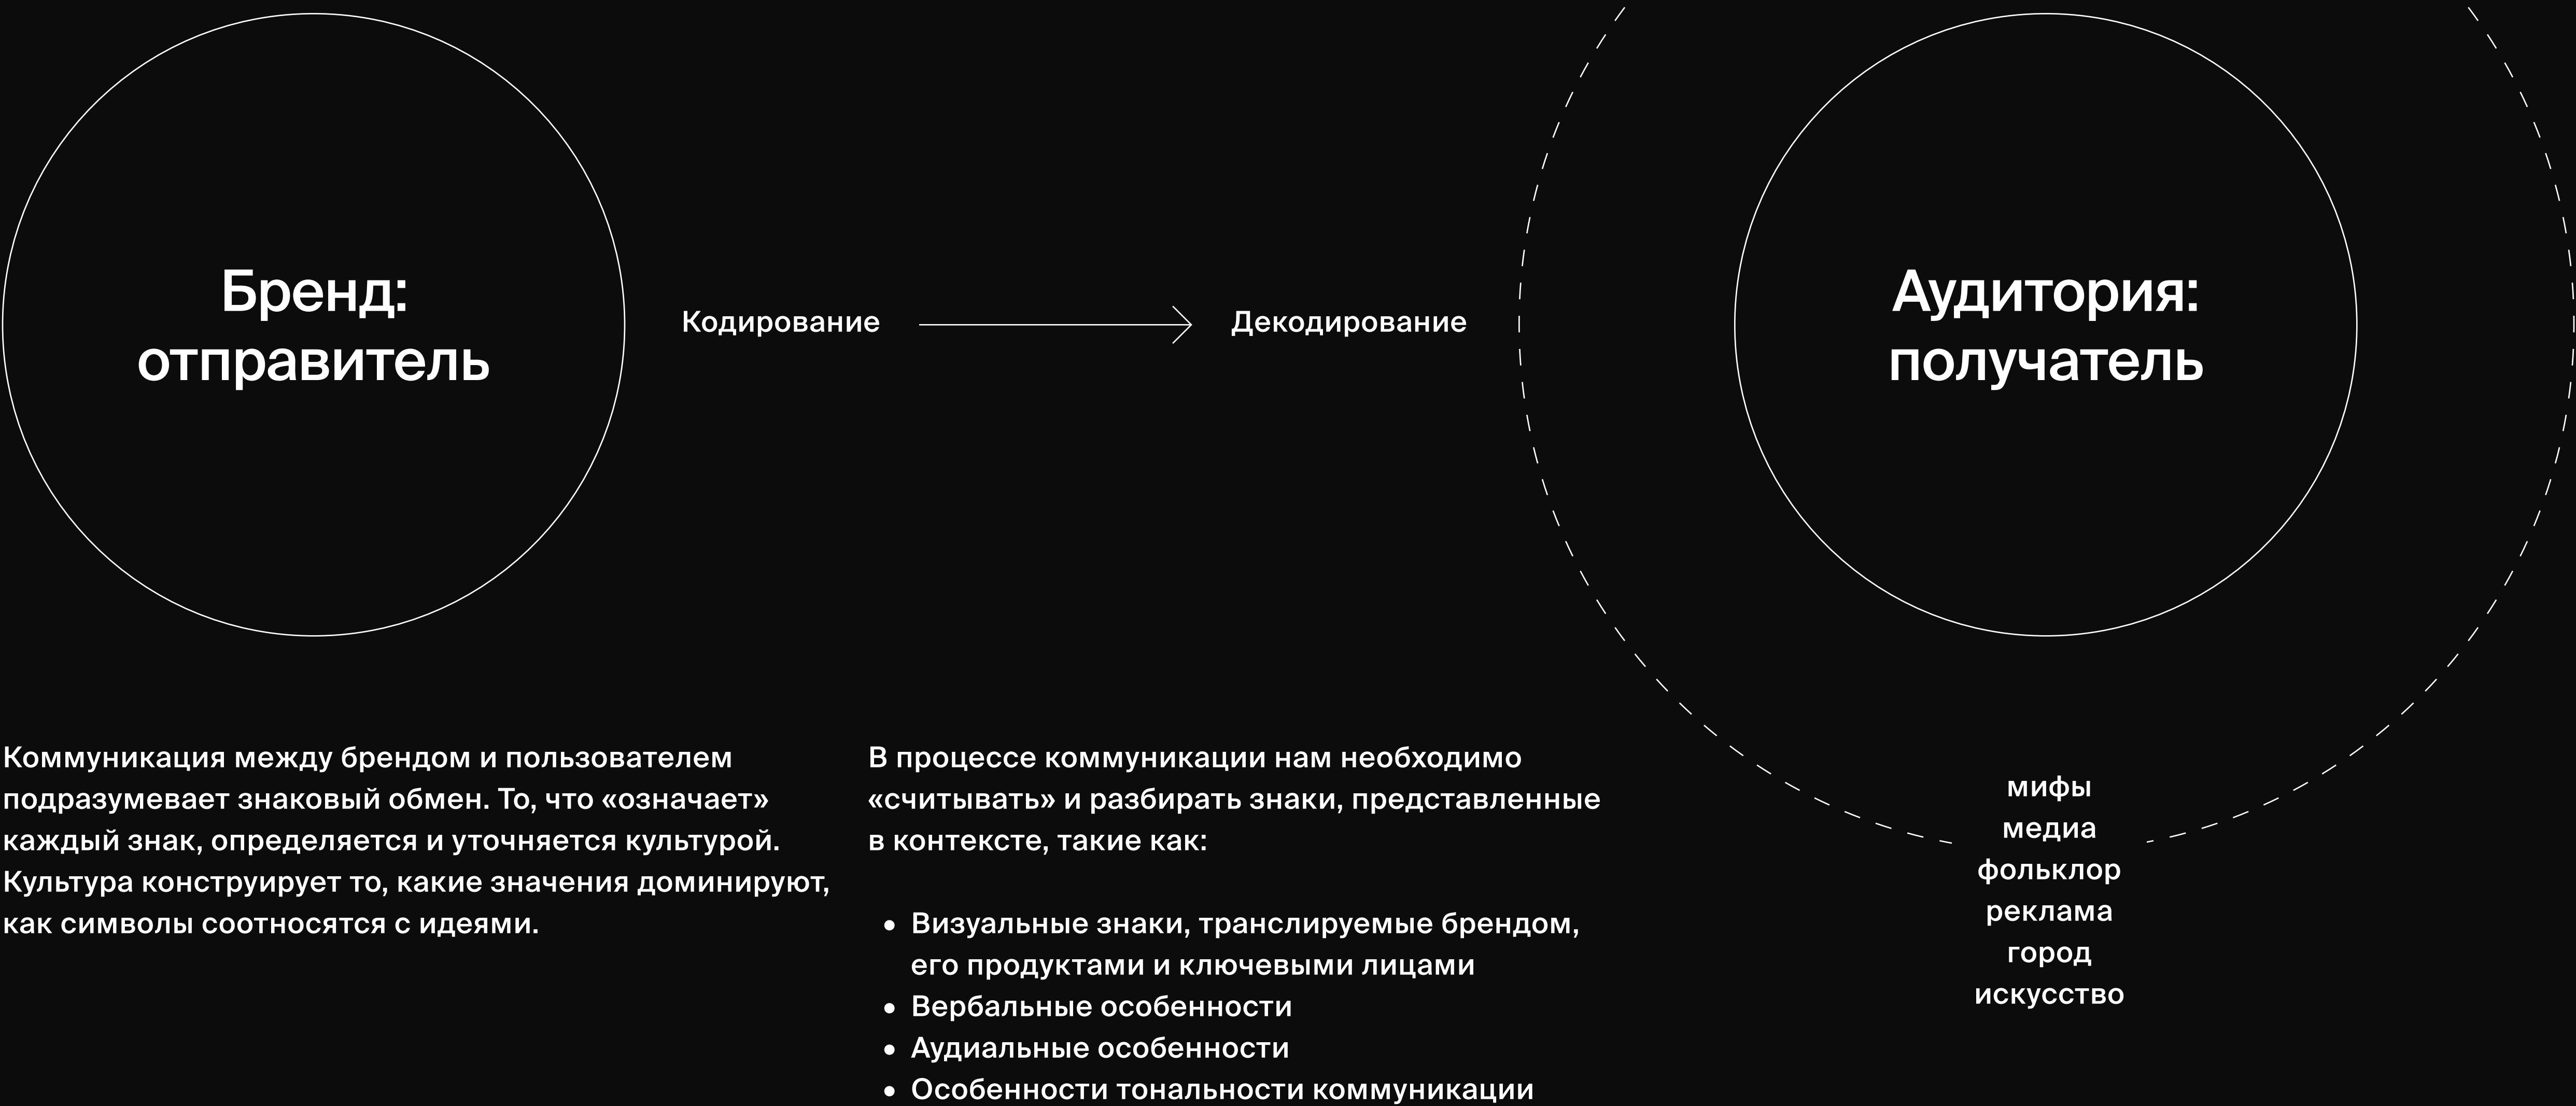 Бренд:
отправитель
Кодирование
Декодирование
Аудитория:
получатель
Коммуникация между брендом и пользователем
подразумевает знаковый обмен. То, что «означает»
каждый знак, определяется и уточняется культурой.
Культура конструирует то, какие значения доминируют,
как символы соотносятся с идеями.
В процессе коммуникации нам необходимо
«считывать» и разбирать знаки, представленные
в контексте, такие как:
• Визуальные знаки, транслируемые брендом,
его продуктами и ключевыми лицами
• Вербальные особенности
• Аудиальные особенности
• Особенности тональности коммуникации
мифы
медиа
фольклор
реклама
город
искусство